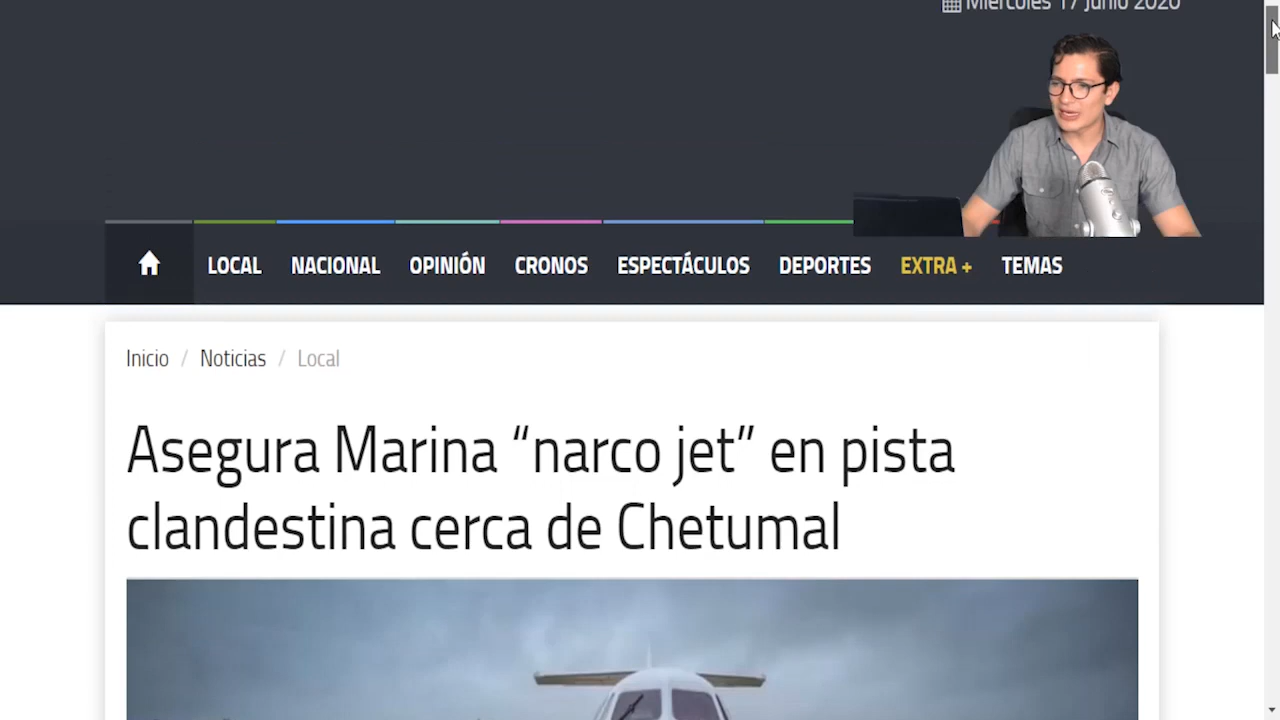 Miércoles 17 Junio 2020
LOCAL NACIONAL OPINIÓN CRONOS ESPECTÁCULOS DEPORTES EXTRA + TEMAS
Inicio / Noticias / Local
Asegura Marina “narco jet” en pista
clandestina cerca de Chetumal